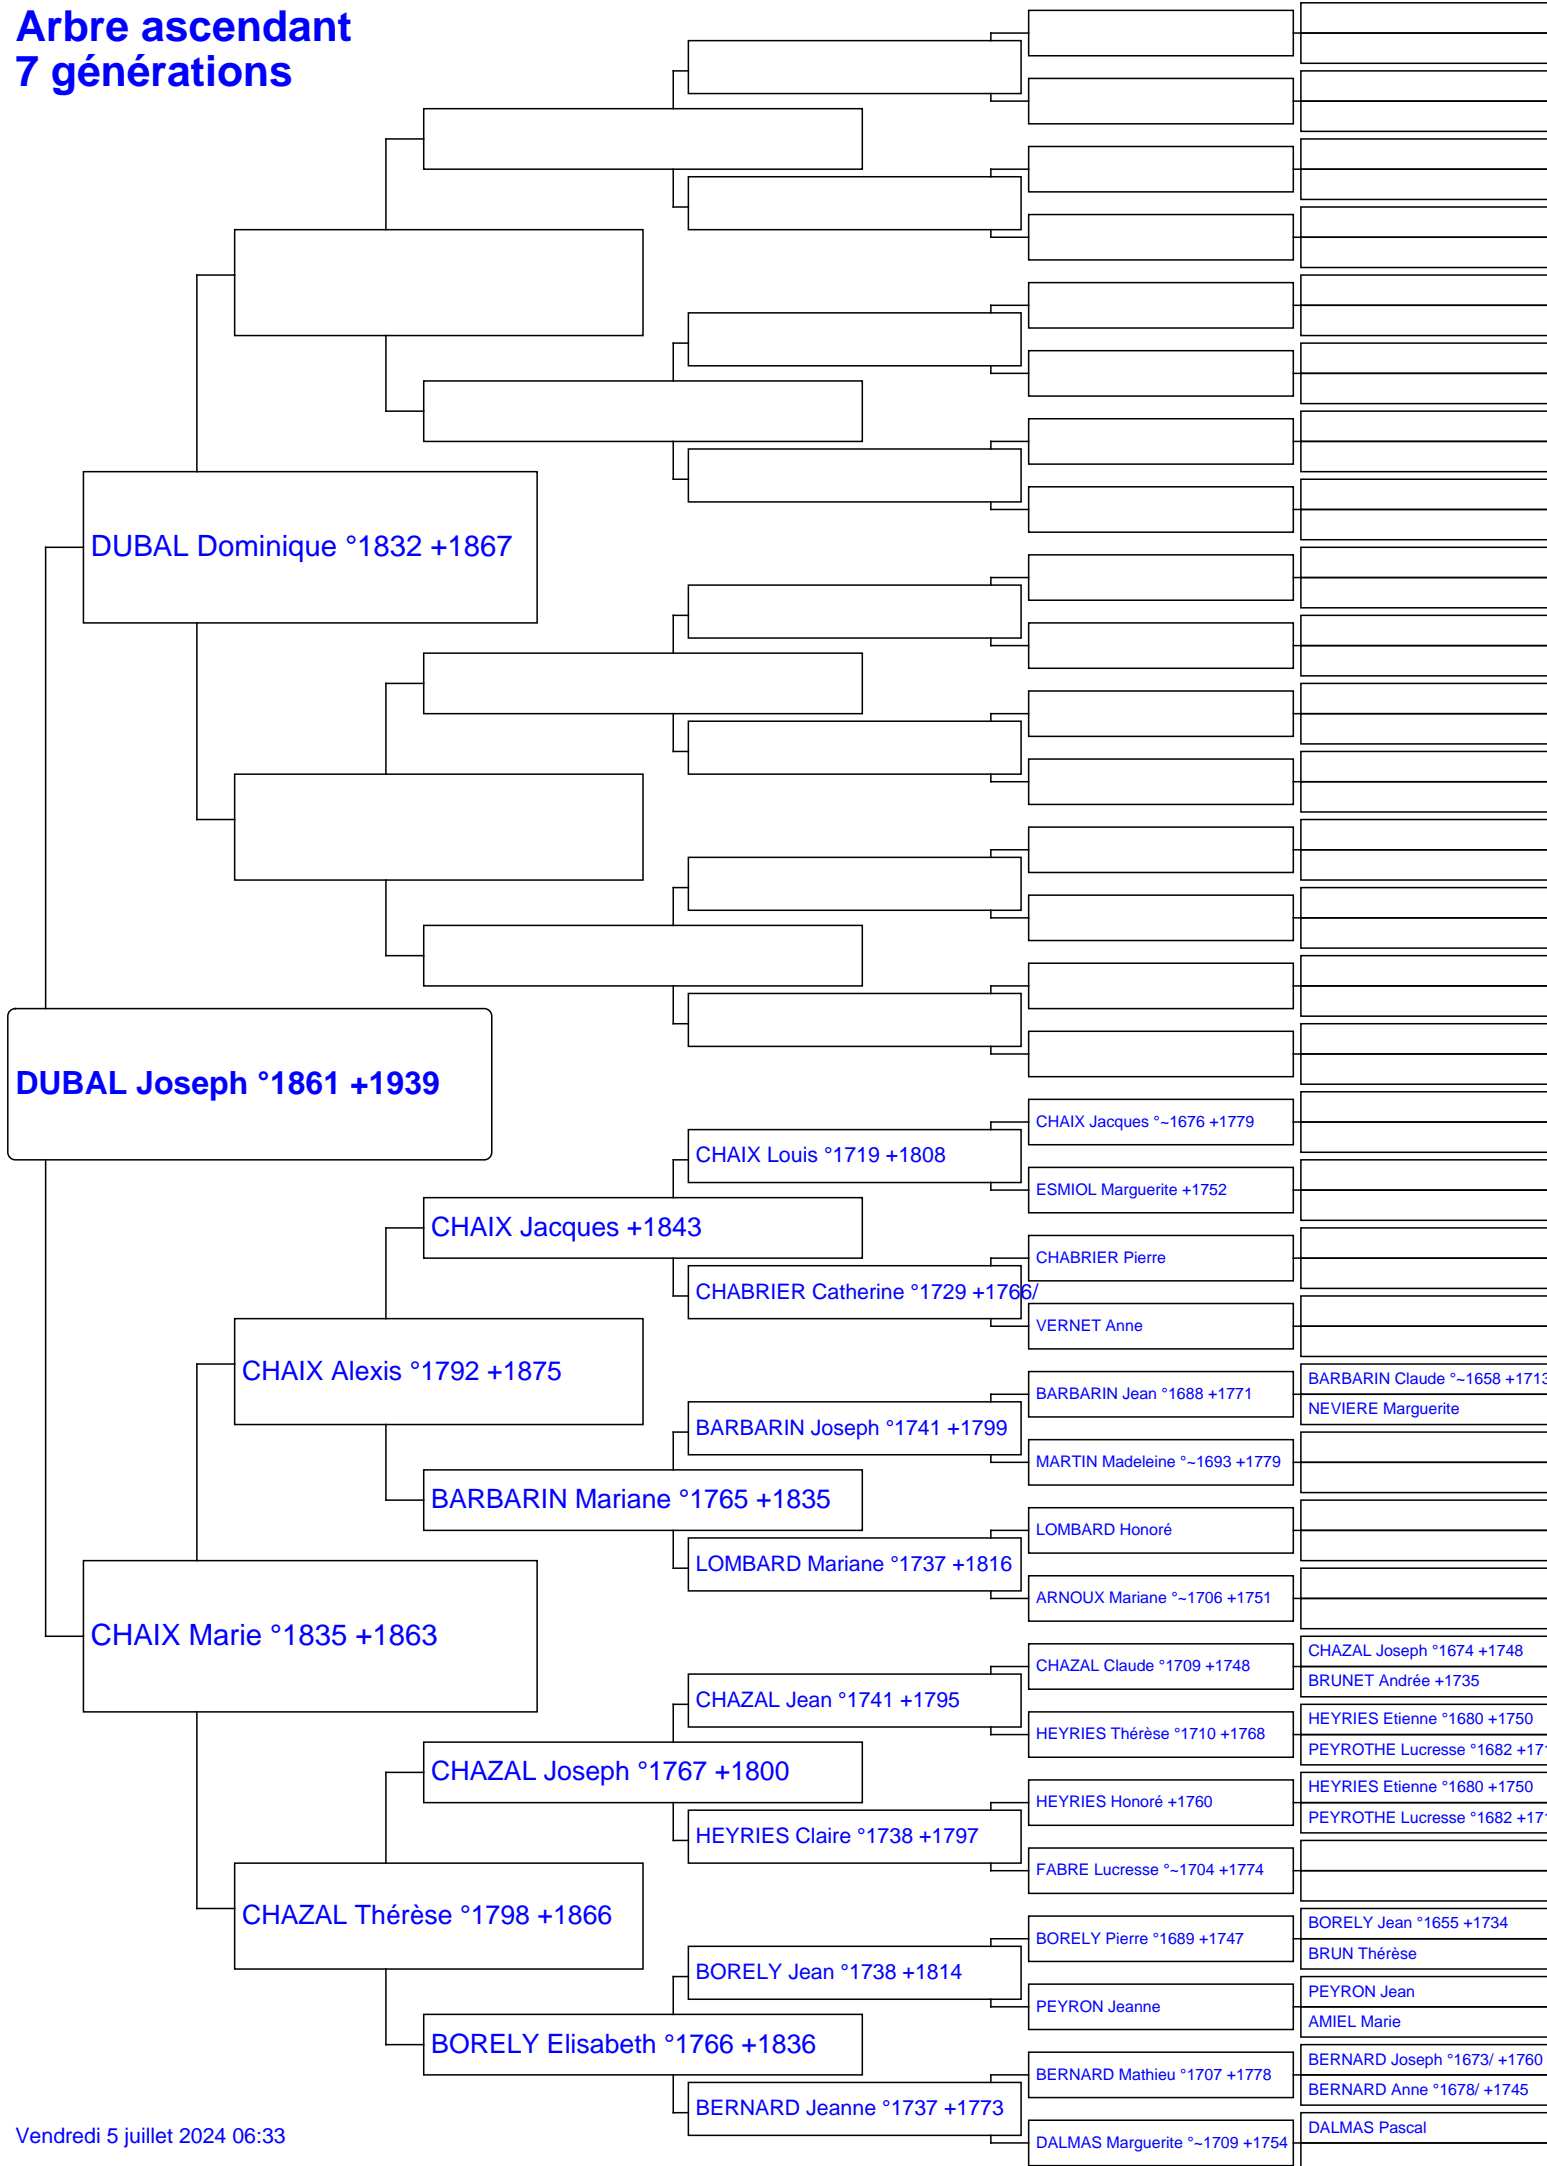 Arbre ascendant
7 générations
DUBAL Dominique °1832 +1867
DUBAL Joseph °1861 +1939
CHAIX Jacques °~1676 +1779
CHAIX Louis °1719 +1808
ESMIOL Marguerite +1752
CHAIX Jacques +1843
CHABRIER Pierre
CHABRIER Catherine °1729 +1766/
VERNET Anne
CHAIX Alexis °1792 +1875
BARBARIN Claude °~1658 +1713
BARBARIN Jean °1688 +1771
NEVIERE Marguerite
BARBARIN Joseph °1741 +1799
MARTIN Madeleine °~1693 +1779
BARBARIN Mariane °1765 +1835
LOMBARD Honoré
LOMBARD Mariane °1737 +1816
ARNOUX Mariane °~1706 +1751
CHAIX Marie °1835 +1863
CHAZAL Joseph °1674 +1748
CHAZAL Claude °1709 +1748
BRUNET Andrée +1735
CHAZAL Jean °1741 +1795
HEYRIES Etienne °1680 +1750
HEYRIES Thérèse °1710 +1768
PEYROTHE Lucresse °1682
CHAZAL Joseph °1767 +1800
HEYRIES Etienne °1680 +1750
HEYRIES Honoré +1760
PEYROTHE Lucresse °1682
HEYRIES Claire °1738 +1797
FABRE Lucresse °~1704 +1774
CHAZAL Thérèse °1798 +1866
BORELY Jean °1655 +1734
BORELY Pierre °1689 +1747
BRUN Thérèse
BORELY Jean °1738 +1814
PEYRON Jean
PEYRON Jeanne
AMIEL Marie
BORELY Elisabeth °1766 +1836
BERNARD Joseph °1673/ +1760
BERNARD Mathieu °1707 +1778
BERNARD Anne °1678/ +1745
BERNARD Jeanne °1737 +1773
DALMAS Pascal
DALMAS Marguerite °~1709 +1754
Vendredi 5 juillet 2024 06:33